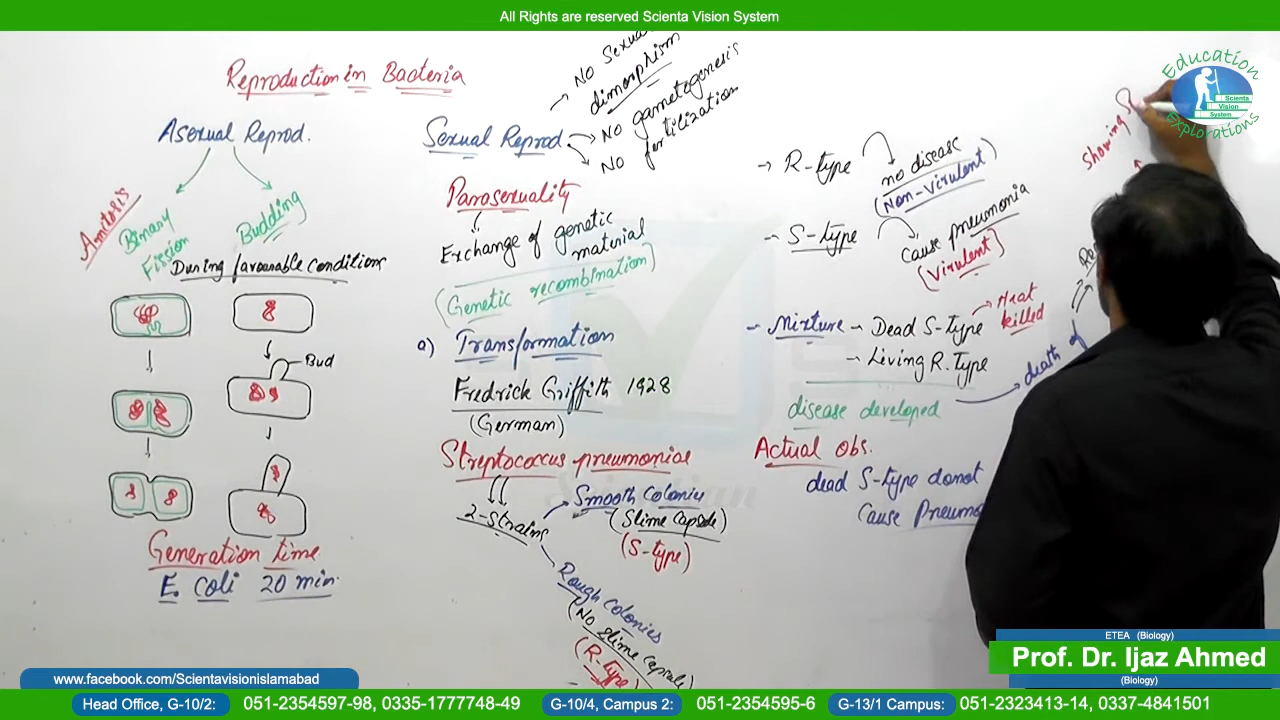 All Rights are reserved Scienta Vision System
Reproduction in Bacteria
Asexual Reprod.
Amitosis
Binary
Fission
Budding
During favourable conditions
Bud
Generation time
E. coli 20 min.
Sexual Reprod
No sexual
dimorphism
No gametogenesis
No fertilization
Parasexuality
Exchange of genetic
material
(Genetic recombination)
a) Transformation
Fredrick Griffith 1928
(German)
Streptococcus pneumoniae
2-strains
Smooth Colonies
(Slime Capsule)
(S-type)
Rough colonies
(No slime capsule)
(R-type)
→ R-type
no disease
(Non-virulent)
- S-type
cause pneumonia
(virulent)
- Mixture - Dead S-type
Heat
killed
- Living R.type
disease developed
death of
Actual Obs.
dead S-type donot
cause Pneumo
showing
Education
Explorations
Scienta
Vision
System
ETEA (Biology)
Prof. Dr. Ijaz Ahmed
(Biology)
www.facebook.com/Scientavisionislamabad
Head Office, G-10/2: 051-2354597-98, 0335-1777748-49 G-10/4, Campus 2: 051-2354595-6 G-13/1 Campus: 051-2323413-14, 0337-4841501